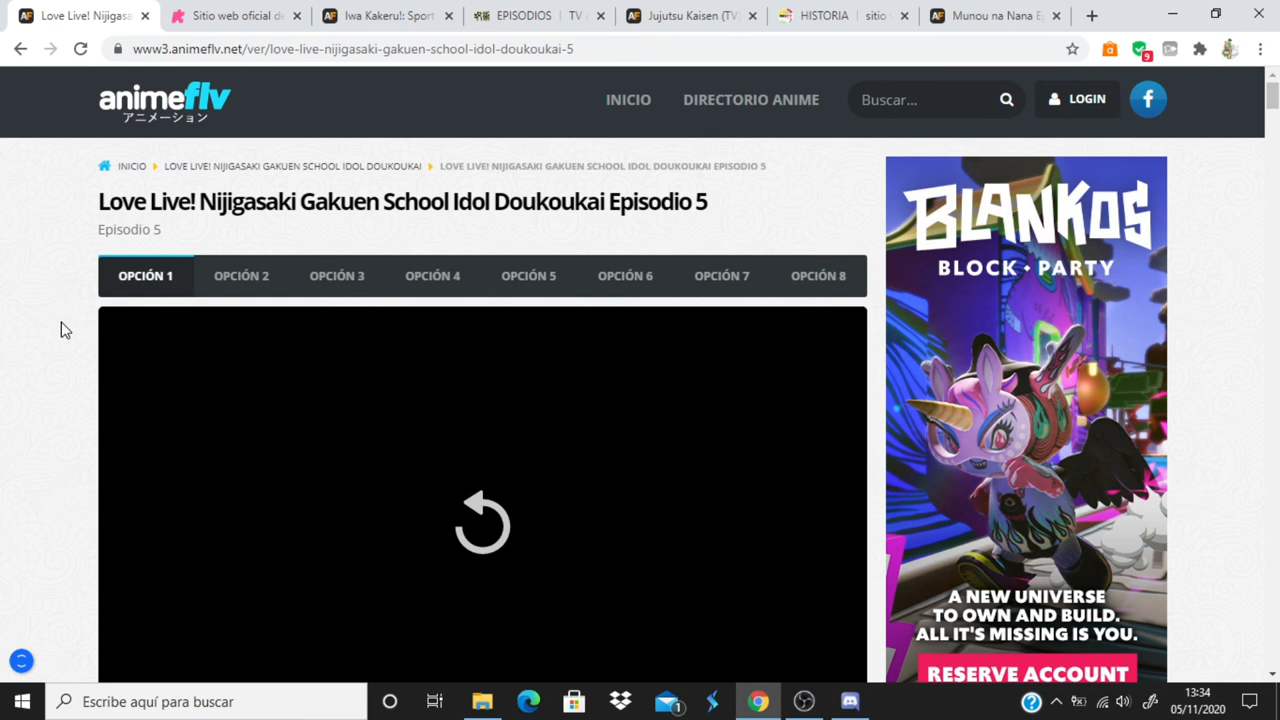 Love Live! Nijigasa
Sitio web oficial de
Iwa Kakeru!: Sport
EPISODIOS | TV A
Jujutsu Kaisen (TV)
HISTORIA | sitio v
Munou na Nana E
www3.animeflv.net/ver/love-live-nijigasaki-gakuen-school-idol-doukoukai-5
9
animeflv
アニメーション
INICIO
DIRECTORIO ANIME
Buscar...
LOGIN
INICIO
LOVE LIVE! NIJIGASAKI GAKUEN SCHOOL IDOL DOUKOUKAI
LOVE LIVE! NIJIGASAKI GAKUEN SCHOOL IDOL DOUKOUKAI EPISODIO 5
Love Live! Nijigasaki Gakuen School Idol Doukoukai Episodio 5
Episodio 5
OPCIÓN 1
OPCIÓN 2
OPCIÓN 3
OPCIÓN 4
OPCIÓN 5
OPCIÓN 6
OPCIÓN 7
OPCIÓN 8
BLANKOS
BLOCK PARTY
A NEW UNIVERSE
TO OWN AND BUILD.
ALL IT'S MISSING IS YOU.
RESERVE ACCOUNT
Escribe aquí para buscar
1
13:34
05/11/2020